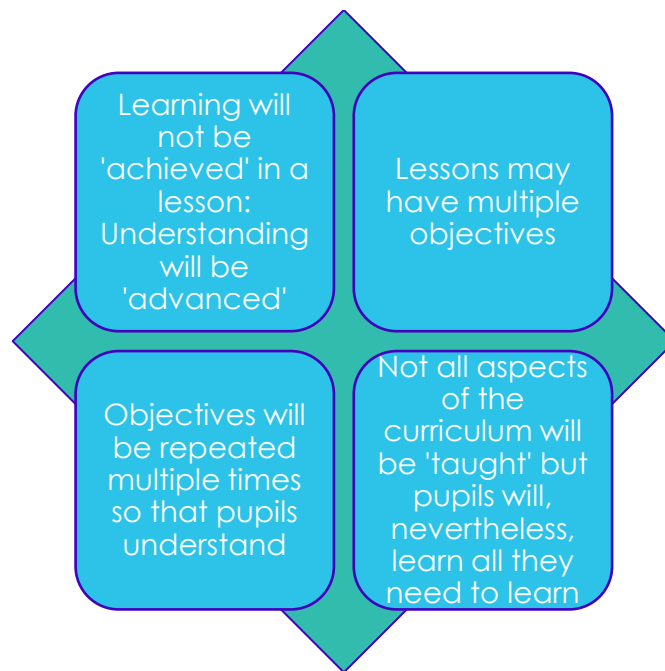 Learning will
not be
'achieved' in a
lesson:
Understanding
will be
'advanced'
Lessons may
have multiple
objectives
Objectives will
be repeated
multiple times
so that pupils
understand
Not all aspects
of the
curriculum will
be 'taught' but
pupils will,
nevertheless,
learn all they
need to learn